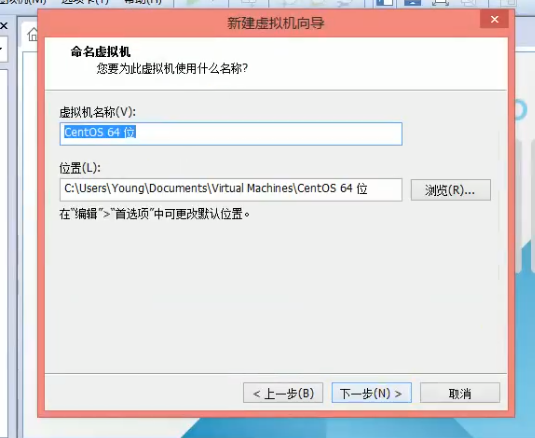 新建虚拟机向导
命名虚拟机
您要为此虚拟机使用什么名称?
虚拟机名称(V):
CentOS 64 位
位置(L):
C:\Users\Young\Documents\Virtual Machines\CentOS 64 位
浏览(R)...
在"编辑">"首选项"中可更改默认位置。
< 上一步(B)
下一步(N) >
取消